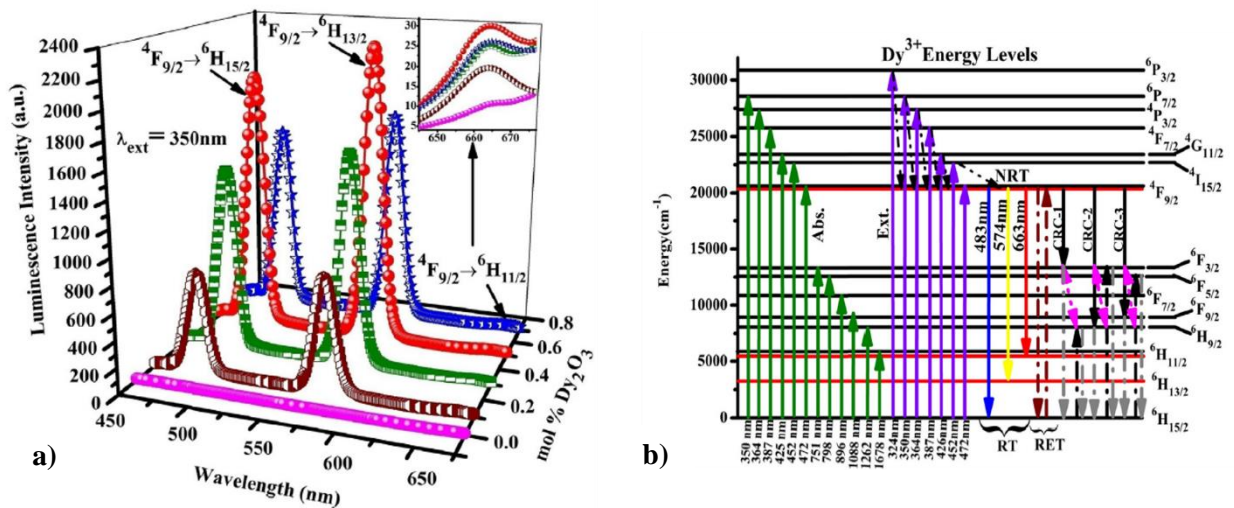 a)
Luminescence Intensity (a.u.)
2400
2200
2000
1800
1600
1400
1200
1000
800
600
400
200
0
⁴F₉/₂→⁶H₁₅/₂
⁴F₉/₂→⁶H₁₃/₂
λext= 350nm
30
25
20
15
10
5
650 660 670
⁴F₉/₂→⁶H₁₁/₂
450 500 550 600 650
Wavelength (nm)
0.0 0.2 0.4 0.6 0.8
mol % Dy₂O₃
b)
Dy³⁺Energy Levels
Energy(cm⁻¹)
30000
25000
20000
15000
10000
5000
0
⁶P₃/₂
⁶P₇/₂
⁴P₃/₂
⁴F₇/₂
⁴G₁₁/₂
⁴I₁₅/₂
⁴F₉/₂
⁶F₃/₂
⁶F₅/₂
⁶F₇/₂
⁶F₉/₂
⁶H₉/₂
⁶H₁₁/₂
⁶H₁₃/₂
⁶H₁₅/₂
Abs.
Ext.
NRT
483nm
574nm
663nm
CRC-1
CRC-2
CRC-3
350 nm
364 nm
387 nm
425 nm
452 nm
472 nm
751 nm
798 nm
896 nm
1088 nm
1262 nm
1678 nm
324nm
350nm
364nm
387nm
426nm
452nm
472nm
RT
RET